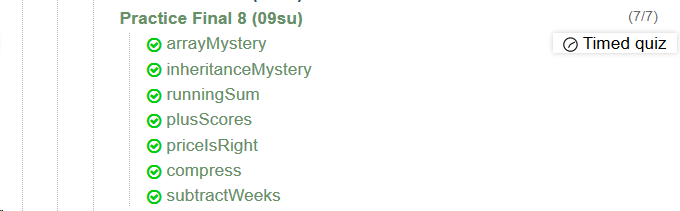 Practice Final 8 (09su) (7/7)
arrayMystery Timed quiz
inheritanceMystery
runningSum
plusScores
priceIsRight
compress
subtractWeeks